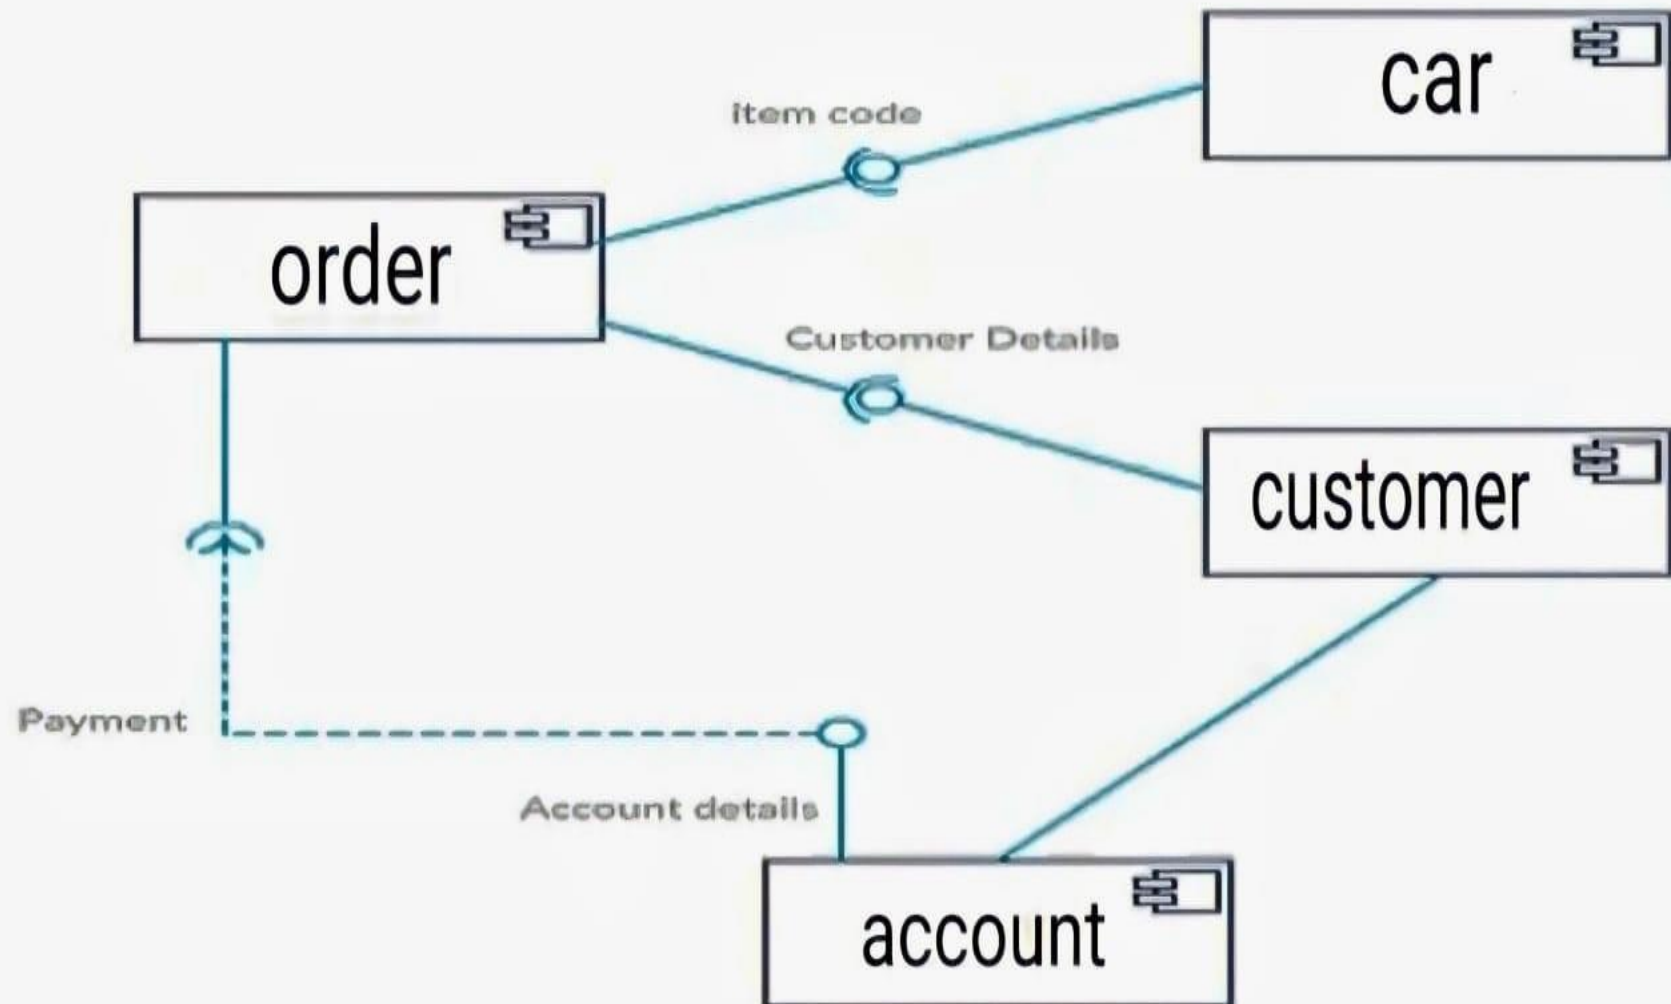 car
item code
order
Customer Details
customer
Payment
Account details
account